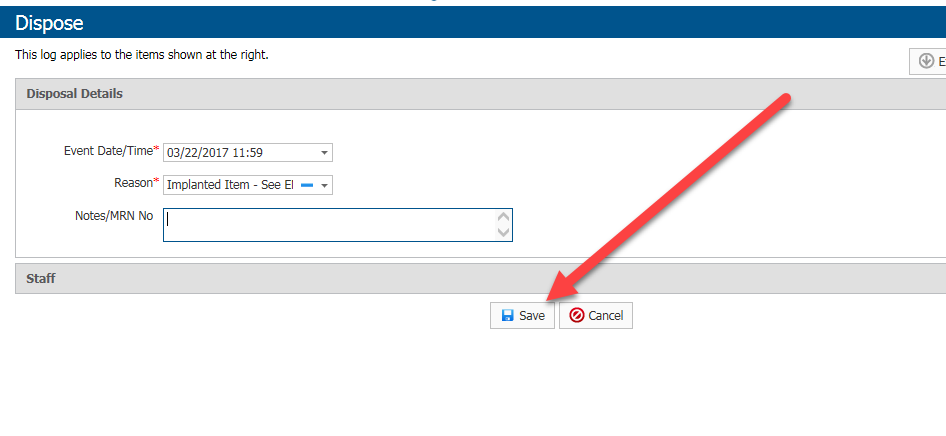 Dispose
This log applies to the items shown at the right.
Disposal Details
Event Date/Time* 03/22/2017 11:59
Reason* Implanted Item - See El
Notes/MRN No
Staff
Save Cancel